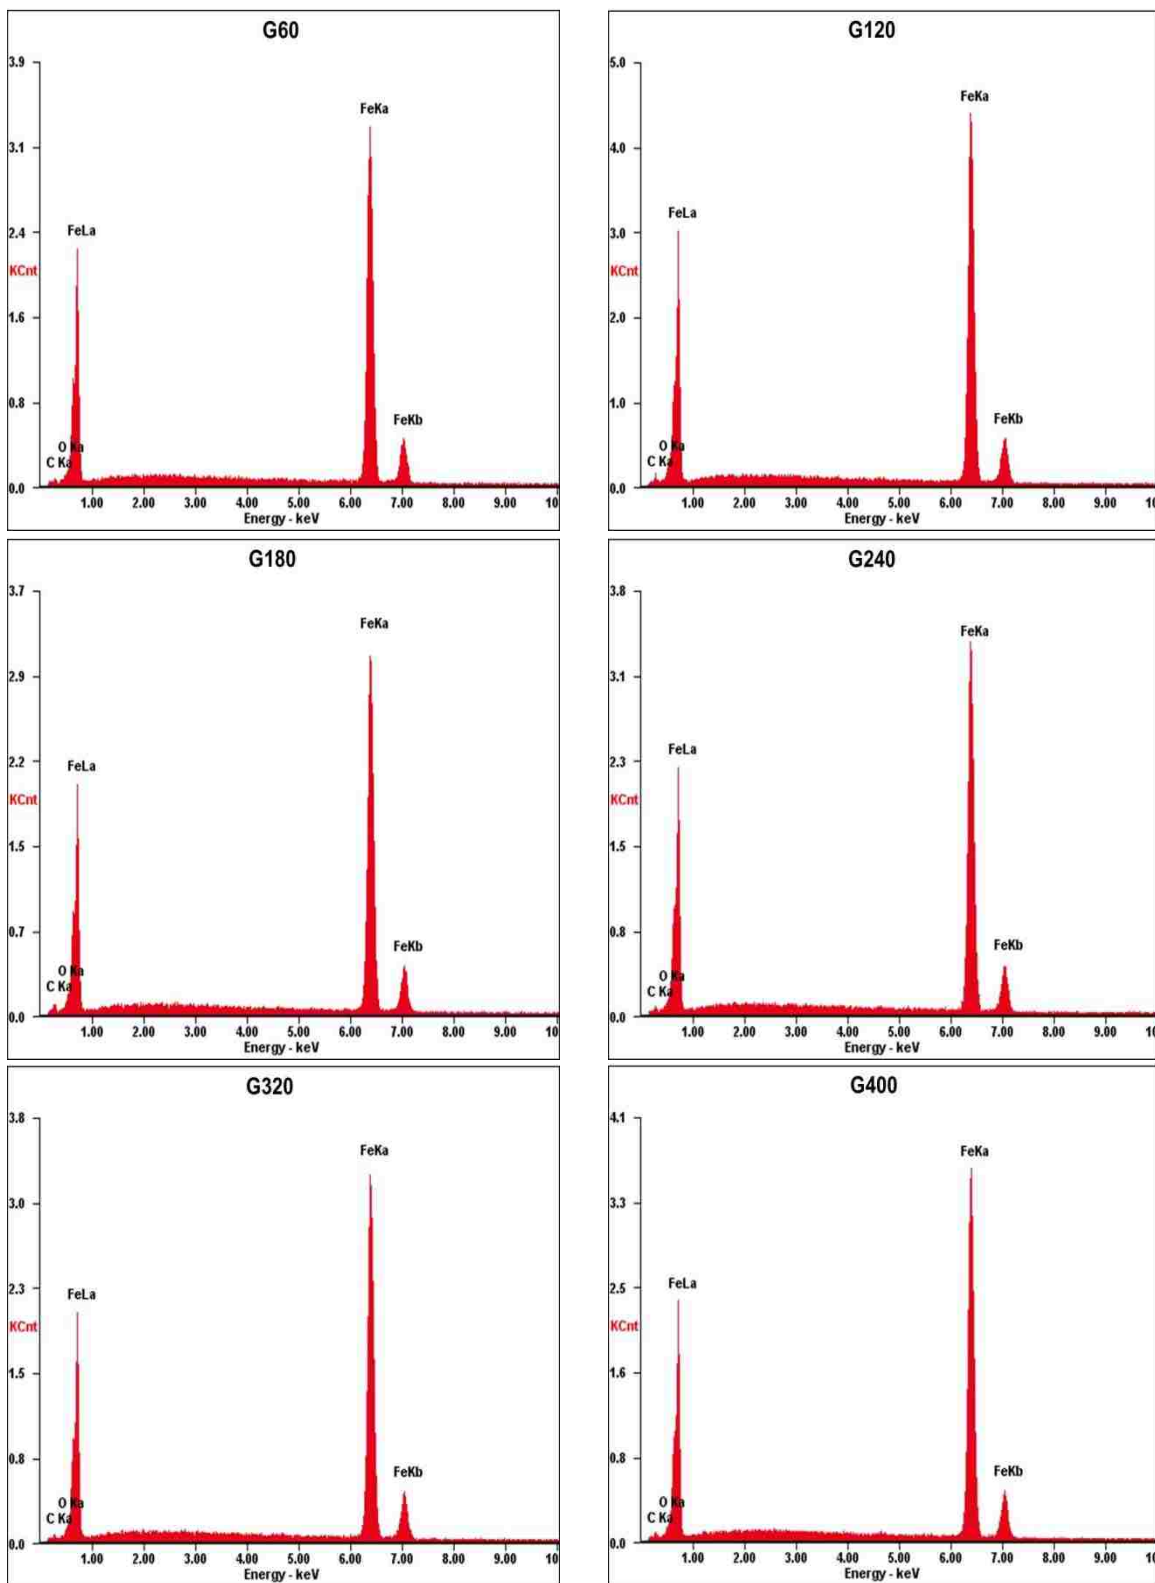 G60
3.9
FeKa
3.1
FeLa
2.4
KCnt
1.6
0.8
FeKb
O Ka
C Ka
0.0
1.00 2.00 3.00 4.00 5.00 6.00 7.00 8.00 9.00 10
Energy - keV
G120
5.0
FeKa
4.0
FeLa
3.0
KCnt
2.0
1.0
FeKb
O Ka
C Ka
0.0
1.00 2.00 3.00 4.00 5.00 6.00 7.00 8.00 9.00 10
Energy - keV
G180
3.7
FeKa
2.9
FeLa
2.2
KCnt
1.5
0.7
FeKb
O Ka
C Ka
0.0
1.00 2.00 3.00 4.00 5.00 6.00 7.00 8.00 9.00 10
Energy - keV
G240
3.8
FeKa
3.1
FeLa
2.3
KCnt
1.5
0.8
FeKb
O Ka
C Ka
0.0
1.00 2.00 3.00 4.00 5.00 6.00 7.00 8.00 9.00 10
Energy - keV
G320
3.8
FeKa
3.0
FeLa
2.3
KCnt
1.5
0.8
FeKb
O Ka
C Ka
0.0
1.00 2.00 3.00 4.00 5.00 6.00 7.00 8.00 9.00 10
Energy - keV
G400
4.1
FeKa
3.3
FeLa
2.5
KCnt
1.6
0.8
FeKb
O Ka
C Ka
0.0
1.00 2.00 3.00 4.00 5.00 6.00 7.00 8.00 9.00 10
Energy - keV